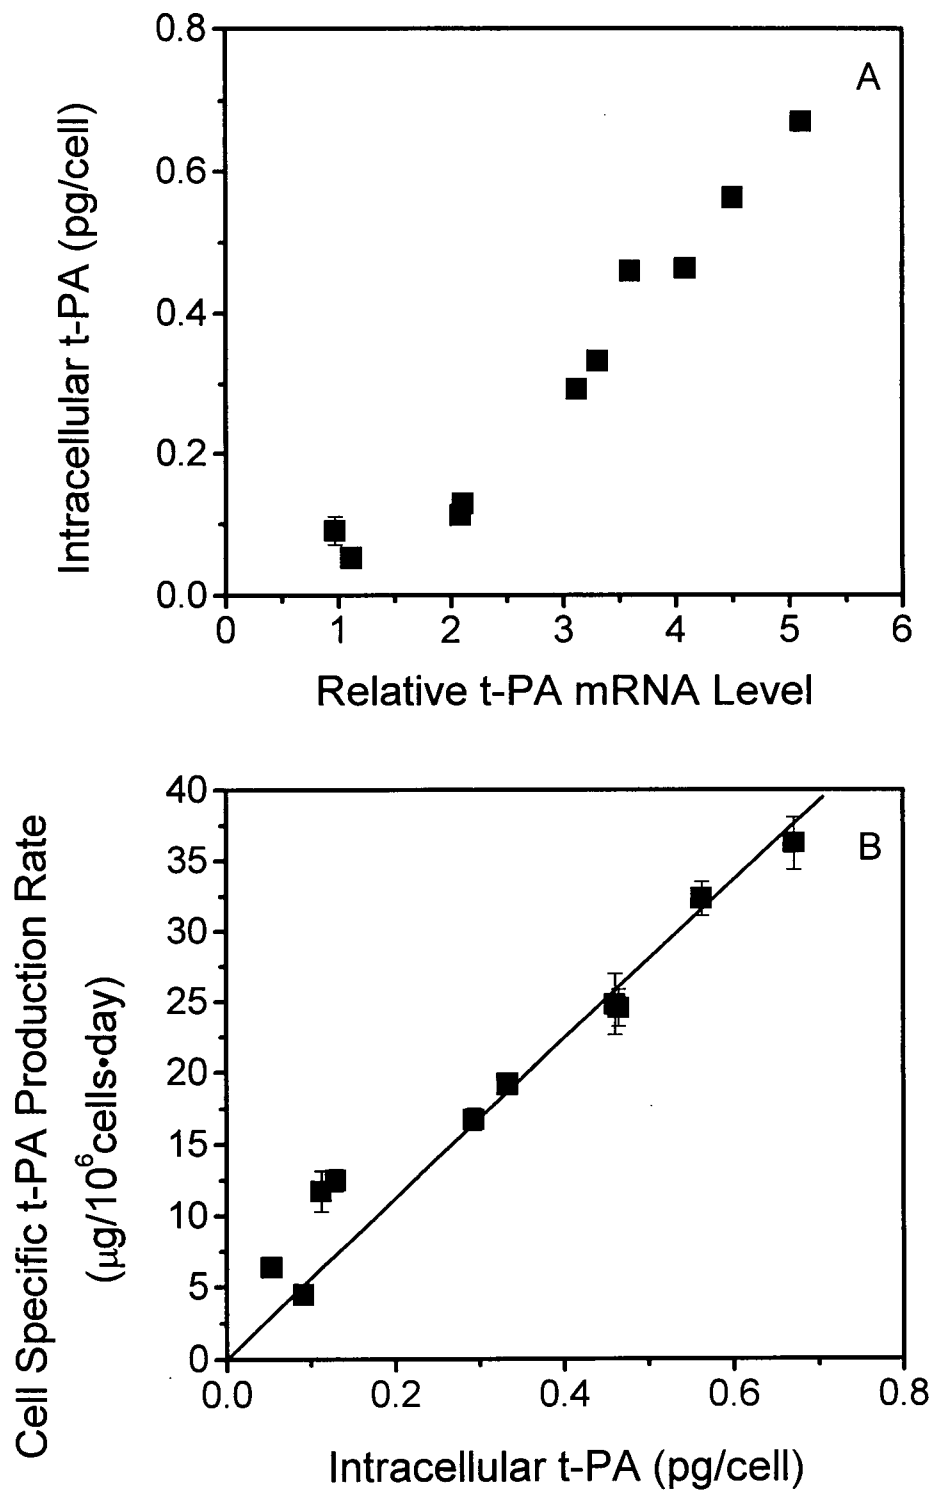 0.8
A
0.6
0.4
0.2
0.0
Intracellular t-PA (pg/cell)
0 1 2 3 4 5 6
Relative t-PA mRNA Level
40
B
35
30
25
20
15
10
5
0
Cell Specific t-PA Production Rate
(μg/10⁶cells•day)
0.0 0.2 0.4 0.6 0.8
Intracellular t-PA (pg/cell)